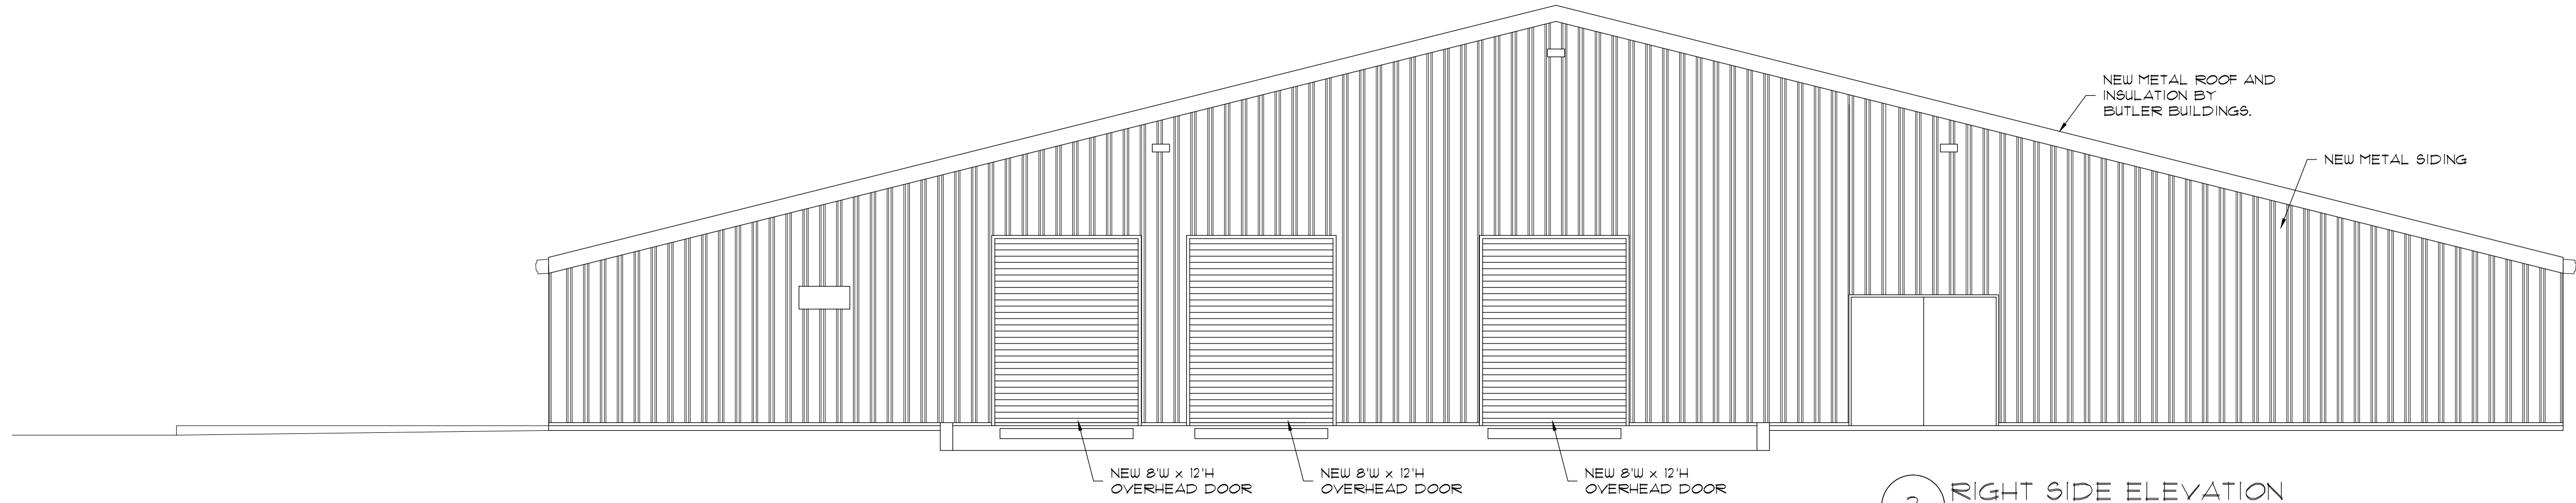 NEW METAL ROOF AND
INSULATION BY
BUTLER BUILDINGS.
NEW METAL SIDING
NEW 8'W x 12'H
OVERHEAD DOOR
NEW 8'W x 12'H
OVERHEAD DOOR
NEW 8'W x 12'H
OVERHEAD DOOR
RIGHT SIDE ELEVATION